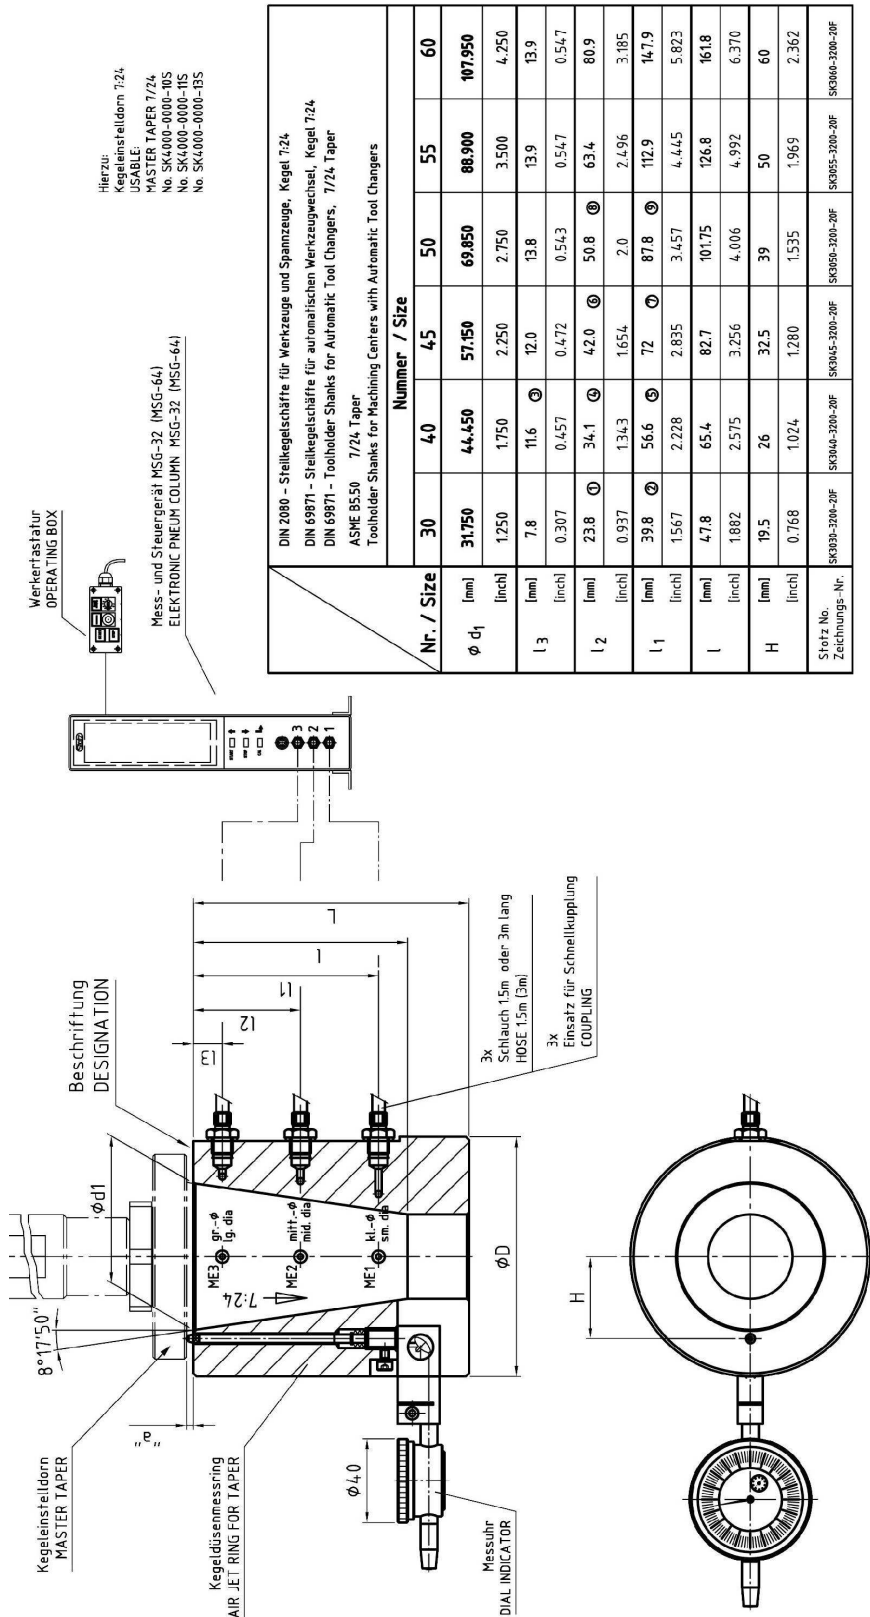 Hierzu:
Kegeleinstelldorn 7:24
USABLE:
MASTER TAPER 7/24
No. SK4000-0000-10S
No. SK4000-0000-11S
No. SK4000-0000-13S
Werkertastatur
OPERATING BOX
Mess- und Steuergerät MSG-32 (MSG-64)
ELEKTRONIC PNEUM COLUMN MSG-32 (MSG-64)
3
2
1
Kegeleinstelldorn
MASTER TAPER
"a"
8°17'50"
Ød1
Beschriftung
DESIGNATION
Kegeldüsenmessring
AIR JET RING FOR TAPER
7:24
ME3
gr.-Ø
lg. dia
ME2
mitt.-Ø
mid. dia
ME1
kl.-Ø
sm. dia
l3
l2
l1
l
L
Ø40
ØD
Messuhr
DIAL INDICATOR
3x
Schlauch 1.5m oder 3m lang
HOSE 1.5m (3m)
3x
Einsatz für Schnellkupplung
COUPLING
H
DIN 2080 - Steilkegelschäfte für Werkzeuge und Spannzeuge, Kegel 7:24
DIN 69871 - Steilkegelschäfte für automatischen Werkzeugwechsel, Kegel 7:24
DIN 69871 - Toolholder Shanks for Automatic Tool Changers, 7/24 Taper
ASME B5.50 7/24 Taper
Toolholder Shanks for Machining Centers with Automatic Tool Changers
Nummer / Size
Nr. / Size 30 40 45 50 55 60
Ø d1 [mm] 31.750 44.450 57.150 69.850 88.900 107.950
[inch] 1.250 1.750 2.250 2.750 3.500 4.250
l3 [mm] 7.8 11.6 ③ 12.0 13.8 13.9 13.9
[inch] 0.307 0.457 0.472 0.543 0.547 0.547
l2 [mm] 23.8 ① 34.1 ④ 42.0 ⑥ 50.8 ⑧ 63.4 80.9
[inch] 0.937 1.343 1.654 2.0 2.496 3.185
l1 [mm] 39.8 ② 56.6 ⑤ 72 ⑦ 87.8 ⑨ 112.9 147.9
[inch] 1.567 2.228 2.835 3.457 4.445 5.823
l [mm] 47.8 65.4 82.7 101.75 126.8 161.8
[inch] 1.882 2.575 3.256 4.006 4.992 6.370
H [mm] 19.5 26 32.5 39 50 60
[inch] 0.768 1.024 1.280 1.535 1.969 2.362
Stotz No.
Zeichnungs-Nr. SK3030-3200-20F SK3040-3200-20F SK3045-3200-20F SK3050-3200-20F SK3055-3200-20F SK3060-3200-20F